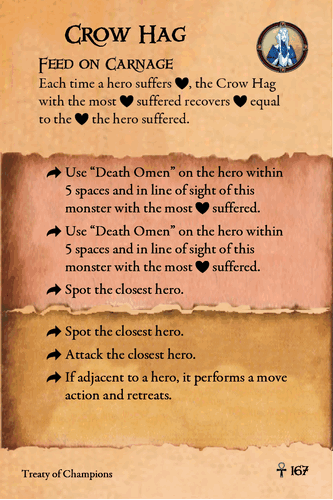 Crow Hag
Feed on Carnage
Each time a hero suffers ♥, the Crow Hag
with the most ♥ suffered recovers ♥ equal
to the ♥ the hero suffered.
Use “Death Omen” on the hero within
5 spaces and in line of sight of this
monster with the most ♥ suffered.
Use “Death Omen” on the hero within
5 spaces and in line of sight of this
monster with the most ♥ suffered.
Spot the closest hero.
Spot the closest hero.
Attack the closest hero.
If adjacent to a hero, it performs a move
action and retreats.
Treaty of Champions
167